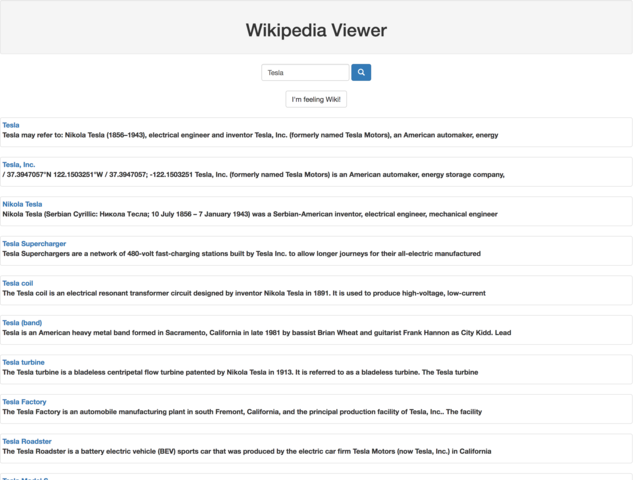 Wikipedia Viewer
Tesla
I'm feeling Wiki!
Tesla
Tesla may refer to: Nikola Tesla (1856–1943), electrical engineer and inventor Tesla, Inc. (formerly named Tesla Motors), an American automaker, energy
Tesla, Inc.
/ 37.3947057°N 122.1503251°W / 37.3947057; -122.1503251 Tesla, Inc. (formerly named Tesla Motors) is an American automaker, energy storage company,
Nikola Tesla
Nikola Tesla (Serbian Cyrillic: Никола Тесла; 10 July 1856 – 7 January 1943) was a Serbian-American inventor, electrical engineer, mechanical engineer
Tesla Supercharger
Tesla Superchargers are a network of 480-volt fast-charging stations built by Tesla Inc. to allow longer journeys for their all-electric manufactured
Tesla coil
The Tesla coil is an electrical resonant transformer circuit designed by inventor Nikola Tesla in 1891. It is used to produce high-voltage, low-current
Tesla (band)
Tesla is an American heavy metal band formed in Sacramento, California in late 1981 by bassist Brian Wheat and guitarist Frank Hannon as City Kidd. Lead
Tesla turbine
The Tesla turbine is a bladeless centripetal flow turbine patented by Nikola Tesla in 1913. It is referred to as a bladeless turbine. The Tesla turbine
Tesla Factory
The Tesla Factory is an automobile manufacturing plant in south Fremont, California, and the principal production facility of Tesla, Inc.. The facility
Tesla Roadster
The Tesla Roadster is a battery electric vehicle (BEV) sports car that was produced by the electric car firm Tesla Motors (now Tesla, Inc.) in California
Tesla Model S